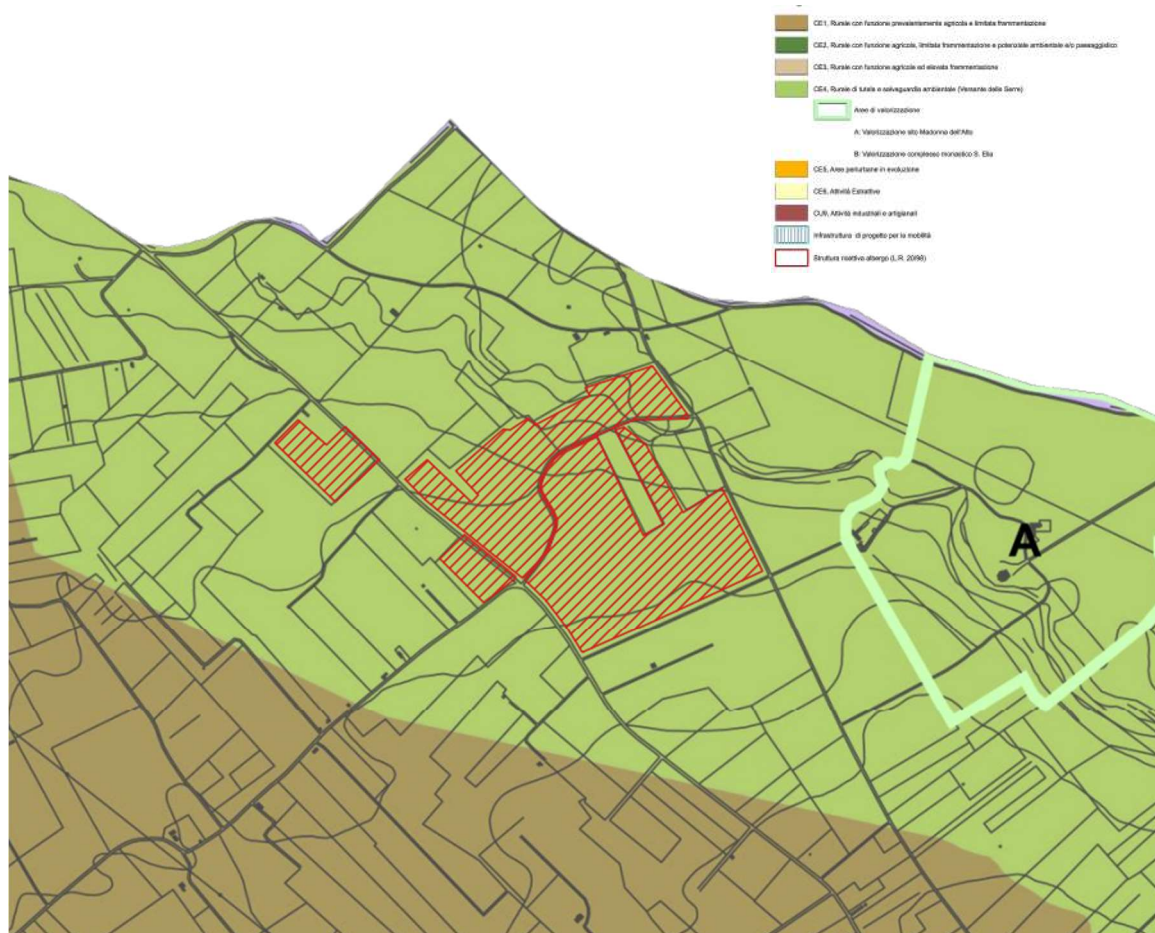 CE1, Rurale con funzione prevalentemente agricola e limitata frammentazione
CE2, Rurale con funzione agricola, limitata frammentazione e potenziale ambientale e/o paesaggistico
CE3, Rurale con funzione agricola ed elevata frammentazione
CE4, Rurale di tutela e salvaguardia ambientale (Versante delle Serre)
Aree di valorizzazione
A: Valorizzazione sito Madonna dell'Alto
B: Valorizzazione complesso monastico S. Elia
CE5, Aree periurbane in evoluzione
CE6, Attività Estrattive
CU9, Attività industriali e artigianali
Infrastruttura di progetto per la mobilità
Struttura ricettiva albergo (L.R. 20/98)
A